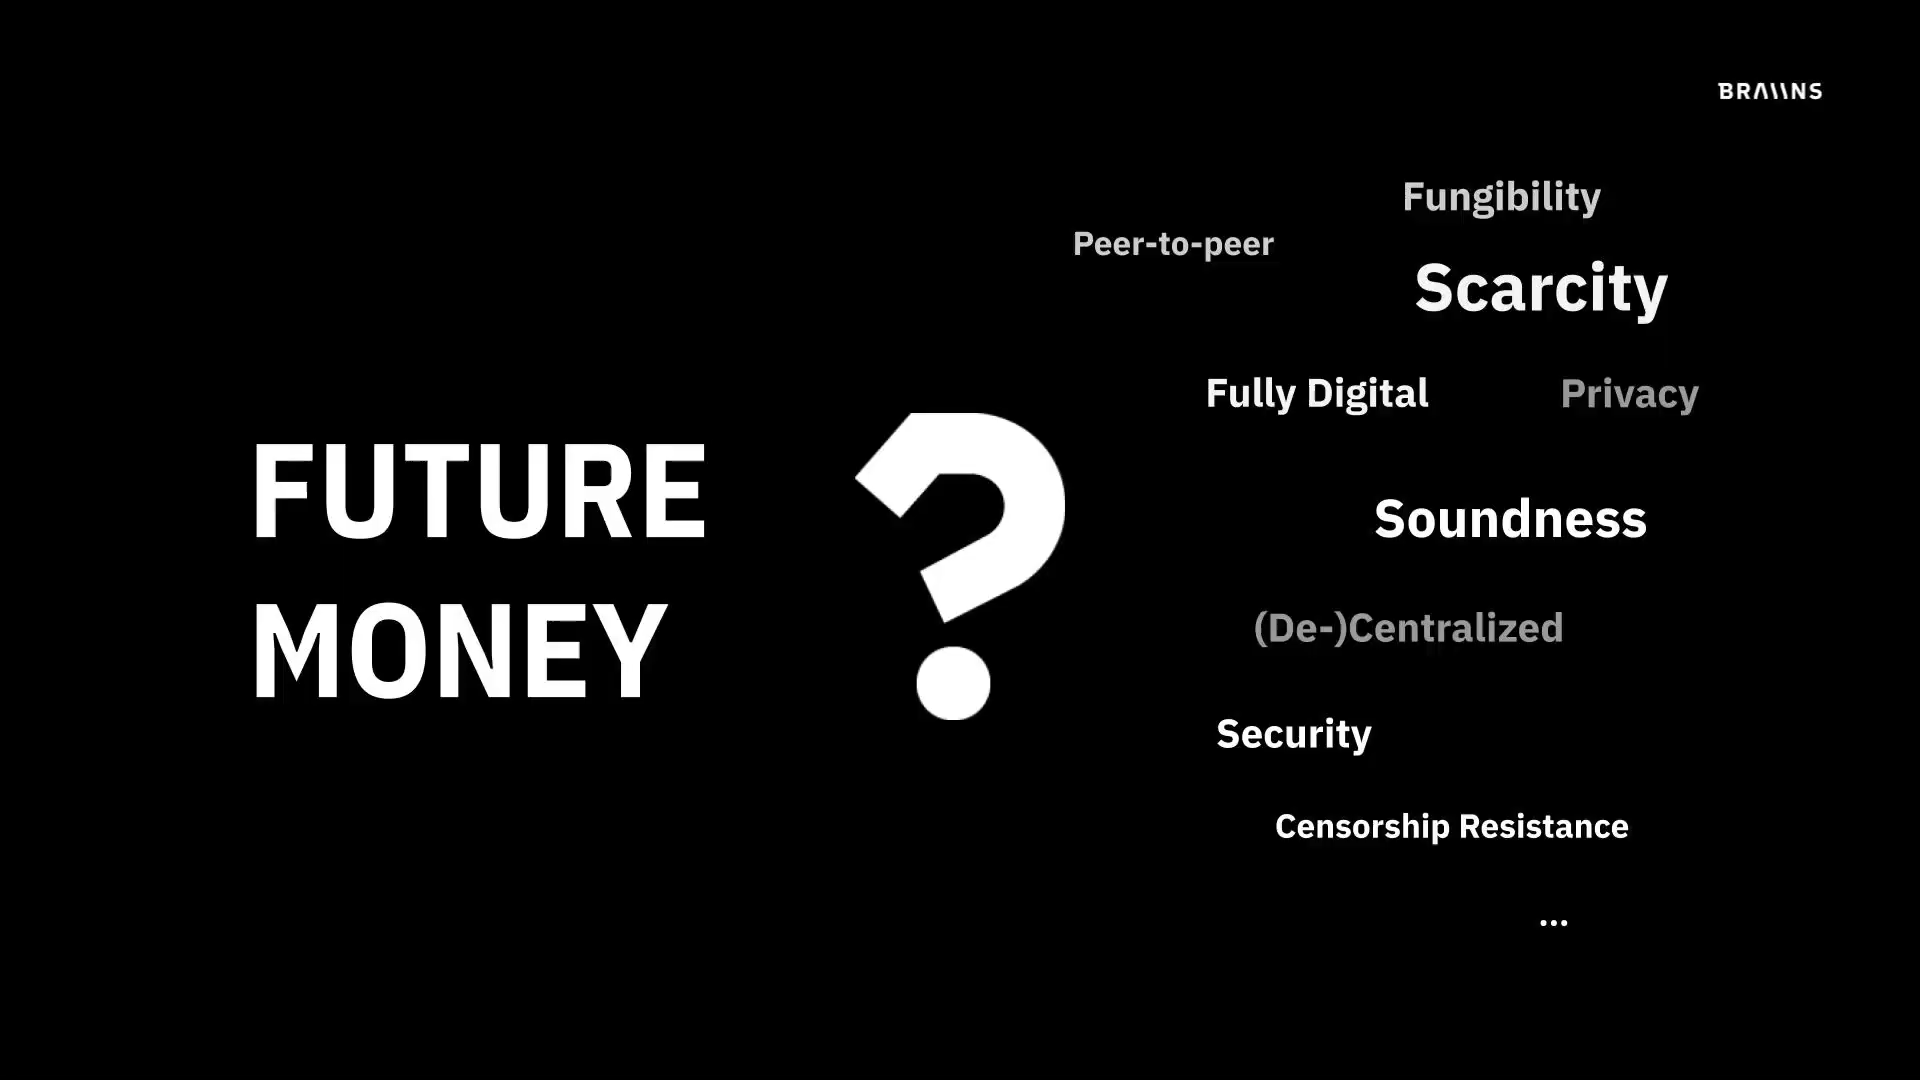 BRAIINS
Fungibility
Peer-to-peer
Scarcity
Fully Digital
Privacy
FUTURE
MONEY
?
Soundness
(De-)Centralized
Security
Censorship Resistance
...